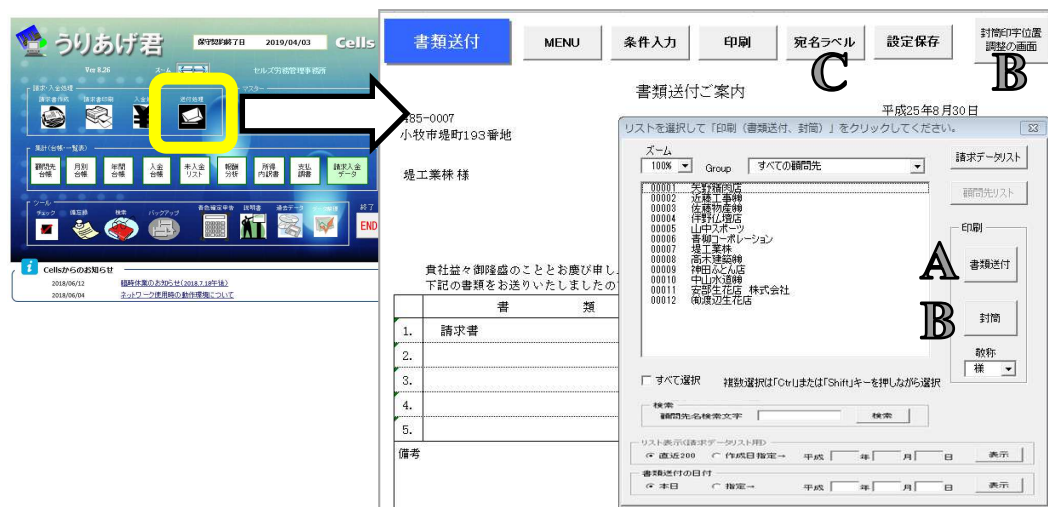 うりあげ君
保守契約終了日 2019/04/03
Cells
Ver 8.26
ズーム
セルズ労務管理事務所
請求・入金処理
マスター
請求書作成
請求書印刷
送付処理
集計(台帳・一覧表)
顧問先台帳
月別台帳
年間台帳
入金台帳
未入金リスト
報酬分析
所得内訳書
支払調書
請求入金データ
ツール
チェック
備忘録
検索
バックアップ
青色確定申告
説明書
過去データ
終了
END
Cellsからのお知らせ
2018/06/12 臨時休業のお知らせ(2018.7.18午後)
2018/06/04 ネットワーク使用時の動作環境について
書類送付
MENU
条件入力
印刷
宛名ラベル
設定保存
封筒印字位置調整の画面
C
B
書類送付ご案内
平成25年8月30日
485-0007
小牧市堤町193番地
堤工業㈱ 様
貴社益々御隆盛のこととお慶び申し
下記の書類をお送りいたしましたの
書 類
1. 請求書
2.
3.
4.
5.
備考
リストを選択して「印刷(書類送付、封筒)」をクリックしてください。
ズーム
100%
Group
すべての顧問先
請求データリスト
顧問先リスト
00001 矢野精肉店
00002 近藤工事㈱
00003 佐藤物産㈱
00004 伴野仏壇店
00005 山中スポーツ
00006 青柳コーポレーション
00007 堤工業㈱
00008 高木建築㈱
00009 神田ふとん店
00010 中山水道㈱
00011 安部生花店 株式会社
00012 ㈲渡辺生花店
印刷
A
書類送付
B
封筒
敬称
様
すべて選択
複数選択は「Ctrl」または「Shift」キーを押しながら選択
検索
顧問先名検索文字
検索
リスト表示(請求データリスト用)
直近200 作成日指定→ 平成 年 月 日 表示
書類送付の日付
本日 指定→ 平成 年 月 日 表示